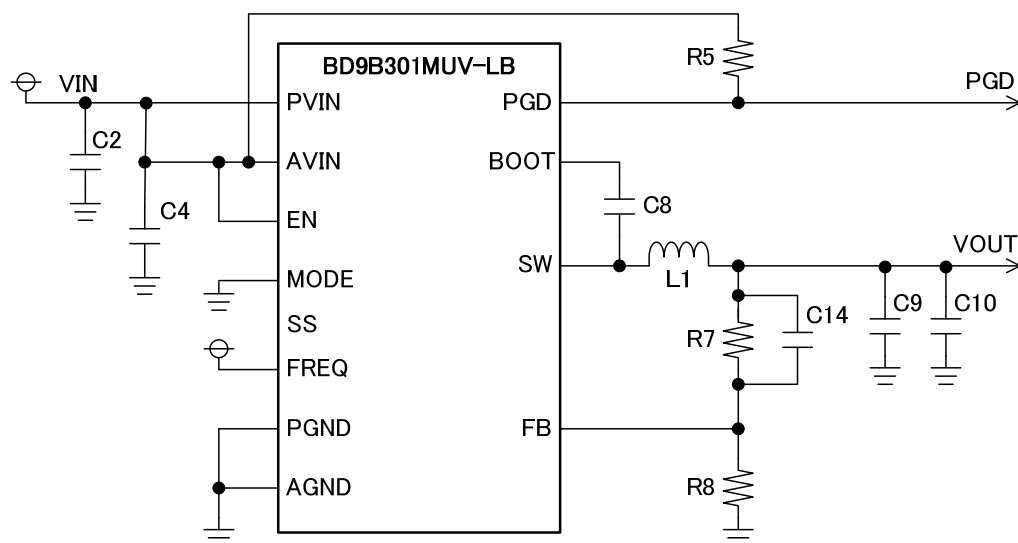 BD9B301MUV-LB
VIN
PVIN
PGD
R5
PGD
C2
AVIN
BOOT
C4
EN
C8
MODE
SW
L1
VOUT
SS
FREQ
R7
C14
C9
C10
PGND
FB
AGND
R8